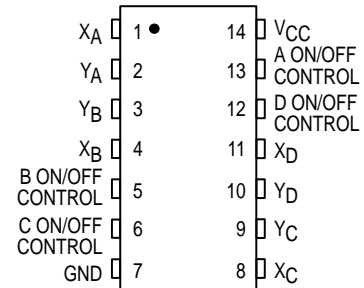 XA 1 14 VCC
YA 2 13 A ON/OFF CONTROL
YB 3 12 D ON/OFF CONTROL
XB 4 11 XD
B ON/OFF CONTROL 5 10 YD
C ON/OFF CONTROL 6 9 YC
GND 7 8 XC